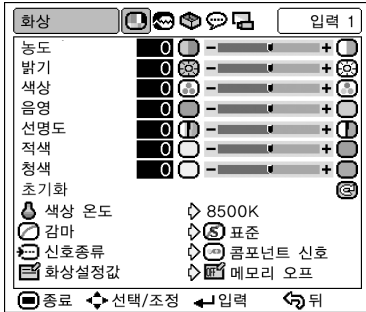 화상 입력 1
농도 0 - +
밝기 0 - +
색상 0 - +
음영 0 - +
선명도 0 - +
적색 0 - +
청색 0 - +
초기화
색상 온도 8500K
감마 S 표준
신호종류 콤포넌트 신호
화상설정값 OFF 메모리 오프
종료 선택/조정 입력 뒤